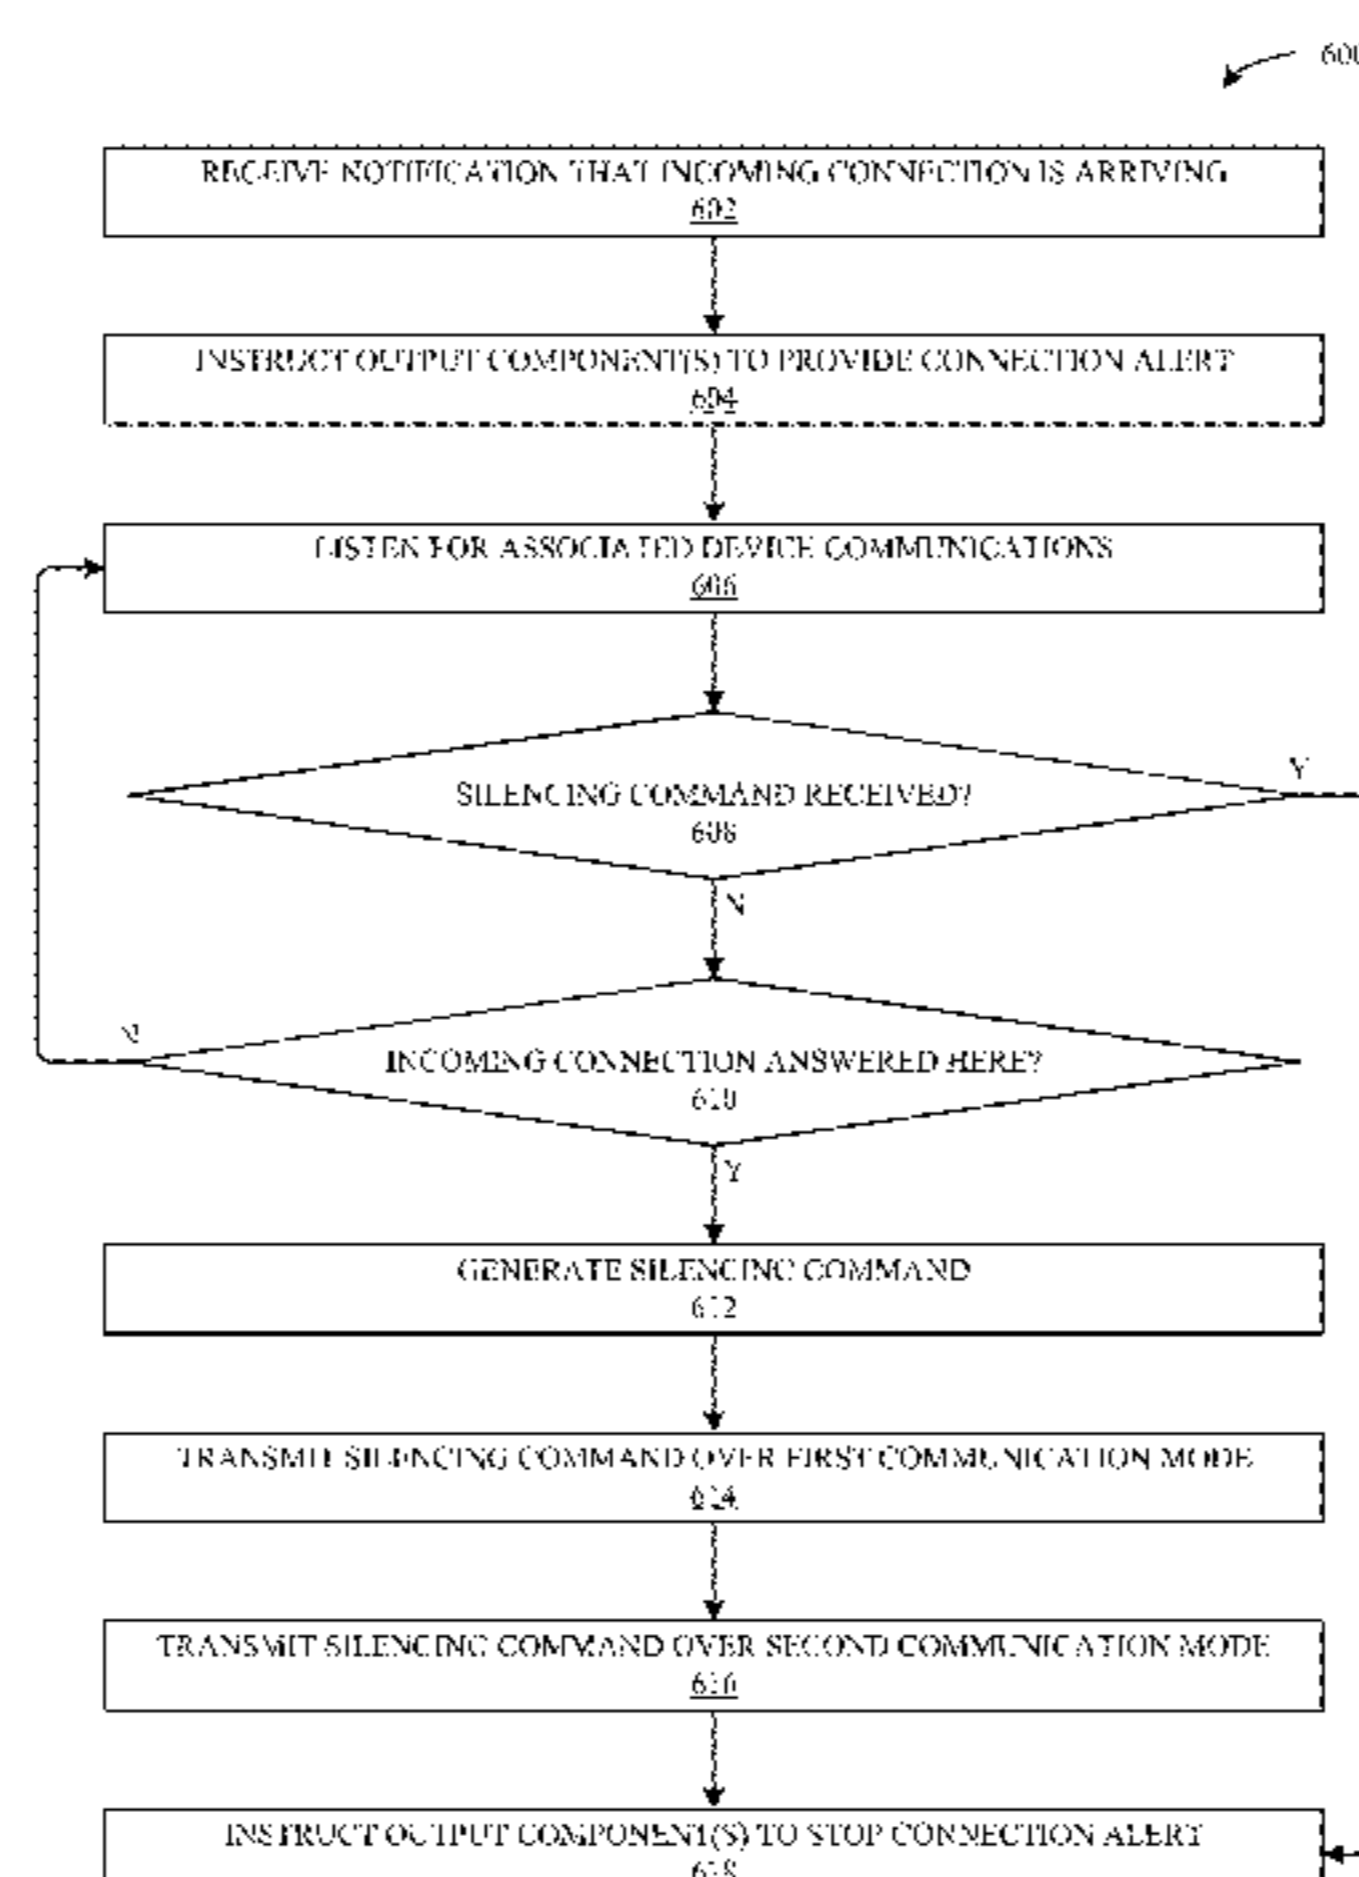 600
RECEIVE NOTIFICATION THAT INCOMING CONNECTION IS ARRIVING
602
INSTRUCT OUTPUT COMPONENT(S) TO PROVIDE CONNECTION ALERT
604
LISTEN FOR ASSOCIATED DEVICE COMMUNICATIONS
606
Y
SILENCING COMMAND RECEIVED?
608
N
N
INCOMING CONNECTION ANSWERED HERE?
610
Y
GENERATE SILENCING COMMAND
612
TRANSMIT SILENCING COMMAND OVER FIRST COMMUNICATION MODE
614
TRANSMIT SILENCING COMMAND OVER SECOND COMMUNICATION MODE
616
INSTRUCT OUTPUT COMPONENT(S) TO STOP CONNECTION ALERT
618